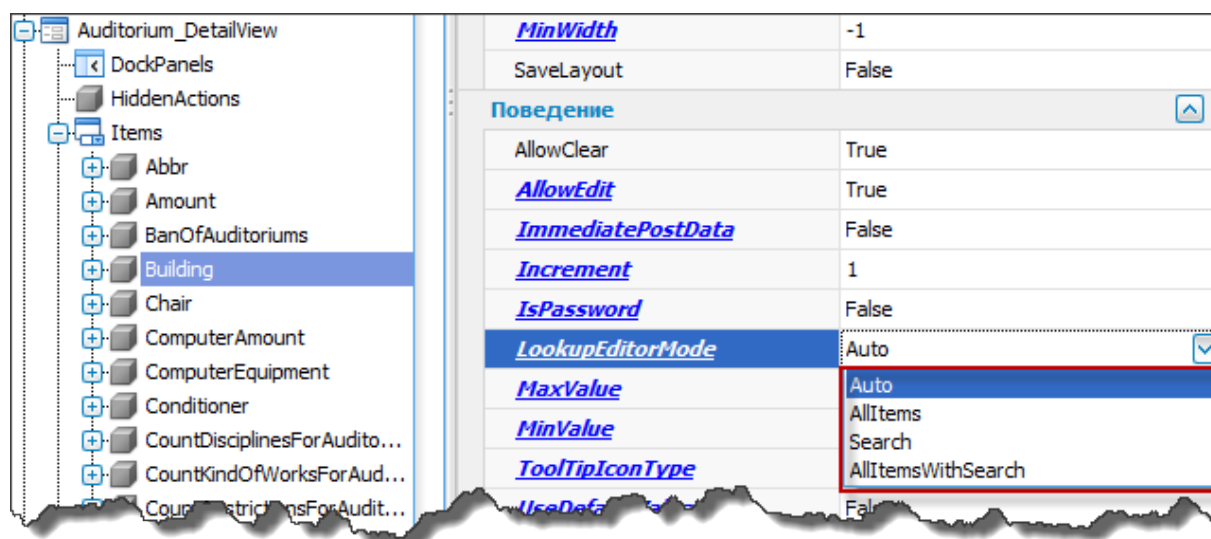 Auditorium_DetailView
DockPanels
HiddenActions
Items
Abbr
Amount
BanOfAuditoriums
Building
Chair
ComputerAmount
ComputerEquipment
Conditioner
CountDisciplinesForAudito...
CountKindOfWorksForAud...
MinWidth -1
SaveLayout False
Поведение
AllowClear True
AllowEdit True
ImmediatePostData False
Increment 1
IsPassword False
LookupEditorMode Auto
MaxValue
MinValue
ToolTipIconType
Auto
AllItems
Search
AllItemsWithSearch